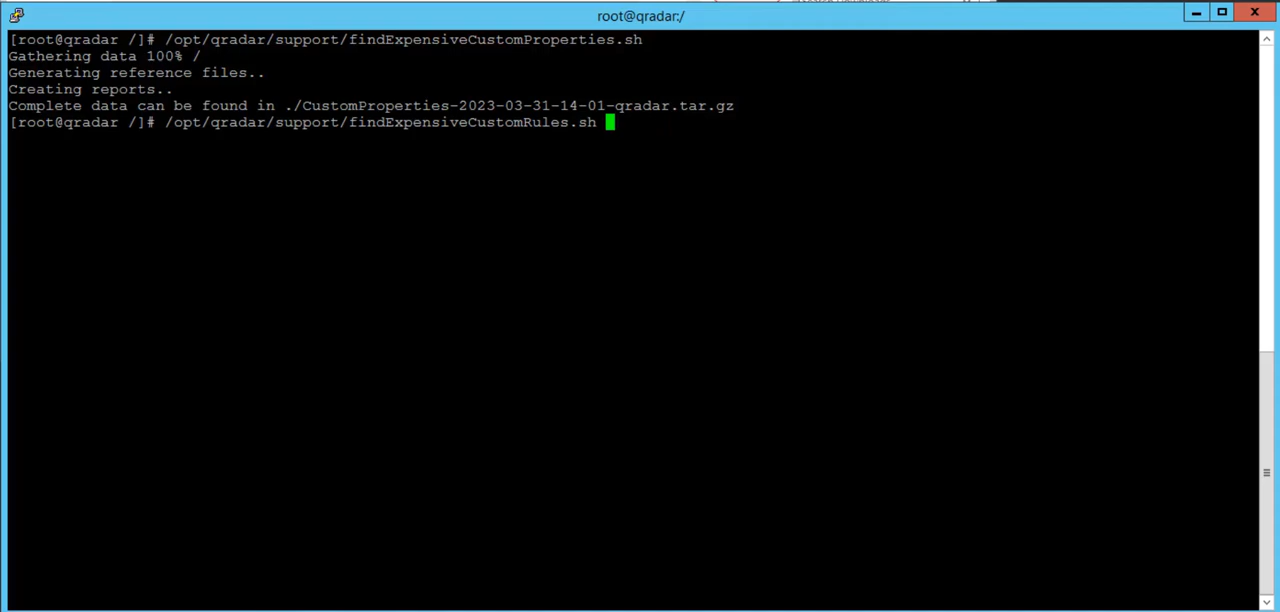 root@qradar:/
[root@qradar /]# /opt/qradar/support/findExpensiveCustomProperties.sh
Gathering data 100% /
Generating reference files..
Creating reports..
Complete data can be found in ./CustomProperties-2023-03-31-14-01-qradar.tar.gz
[root@qradar /]# /opt/qradar/support/findExpensiveCustomRules.sh